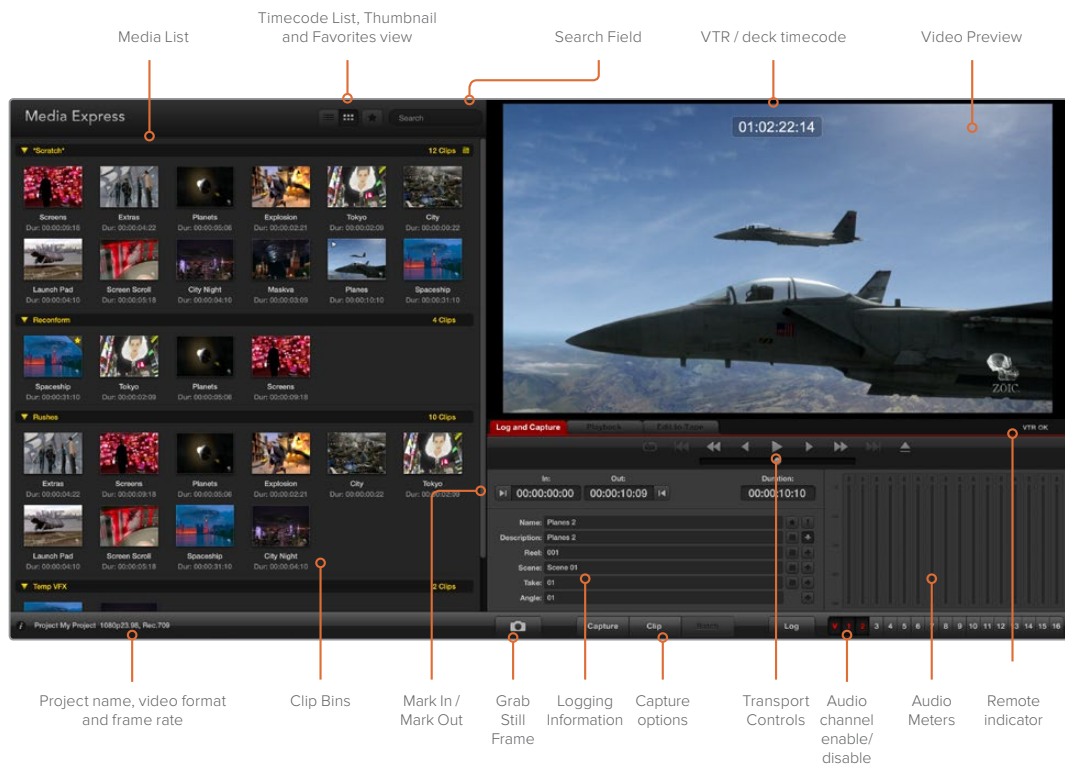 Timecode List, Thumbnail
and Favorites view
Media List
Search Field
VTR / deck timecode
Video Preview
Media Express
Search
01:02:22:14
*Scratch*
12 Clips
Screens
Extras
Planets
Explosion
Tokyo
City
Dur: 00:00:09:18
Dur: 00:00:04:22
Dur: 00:00:05:06
Dur: 00:00:02:21
Dur: 00:00:02:09
Dur: 00:00:09:22
Launch Pad
Screen Scroll
City Night
Maskva
Planes
Spaceship
Dur: 00:00:04:10
Dur: 00:00:05:18
Dur: 00:00:04:10
Dur: 00:00:03:09
Dur: 00:00:10:10
Dur: 00:00:31:10
Reconform
4 Clips
Spaceship
Tokyo
Planets
Screens
Dur: 00:00:31:10
Dur: 00:00:02:09
Dur: 00:00:05:06
Dur: 00:00:09:18
ZOIC
Rushes
10 Clips
Extras
Screens
Planets
Explosion
City
Tokyo
Dur: 00:00:04:22
Dur: 00:00:09:18
Dur: 00:00:05:06
Dur: 00:00:02:21
Dur: 00:00:00:22
Launch Pad
Screen Scroll
Spaceship
City Night
Dur: 00:00:04:10
Dur: 00:00:05:18
Dur: 00:00:31:10
Dur: 00:00:04:10
Temp VFX
2 Clips
Log and Capture
Playback
Edit to Tape
VTR OK
In:
Out:
Duration:
00:00:00:00
00:00:10:09
00:00:10:10
Name: Planes 2
Description: Planes 2
Reel: 001
Scene: Scene 01
Take: 01
Angle: 01
Project My Project 1080p23.98, Rec.709
Capture
Clip
Batch
Log
V 1 2 3 4 5 6 7 8 9 10 11 12 13 14 15 16
Project name, video format
and frame rate
Clip Bins
Mark In /
Mark Out
Grab
Still
Frame
Logging
Information
Capture
options
Transport
Controls
Audio
channel
enable/
disable
Audio
Meters
Remote
indicator